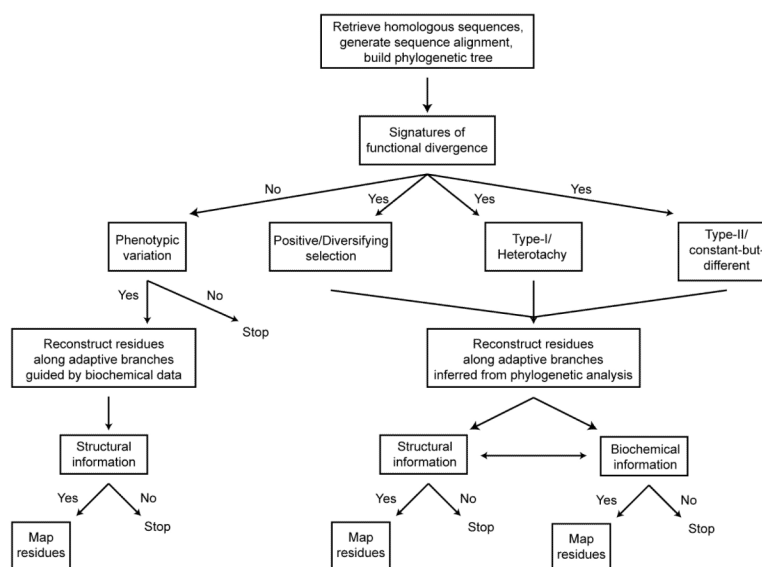 Retrieve homologous sequences,
generate sequence alignment,
build phylogenetic tree
Signatures of
functional divergence
No
Yes
Yes
Yes
Phenotypic
variation
Positive/Diversifying
selection
Type-I/
Heterotachy
Type-II/
constant-but-
different
Yes
No
Stop
Reconstruct residues
along adaptive branches
guided by biochemical data
Reconstruct residues
along adaptive branches
inferred from phylogenetic analysis
Structural
information
Structural
information
Biochemical
information
Yes
No
Stop
Yes
No
Stop
Yes
No
Stop
Map
residues
Map
residues
Map
residues